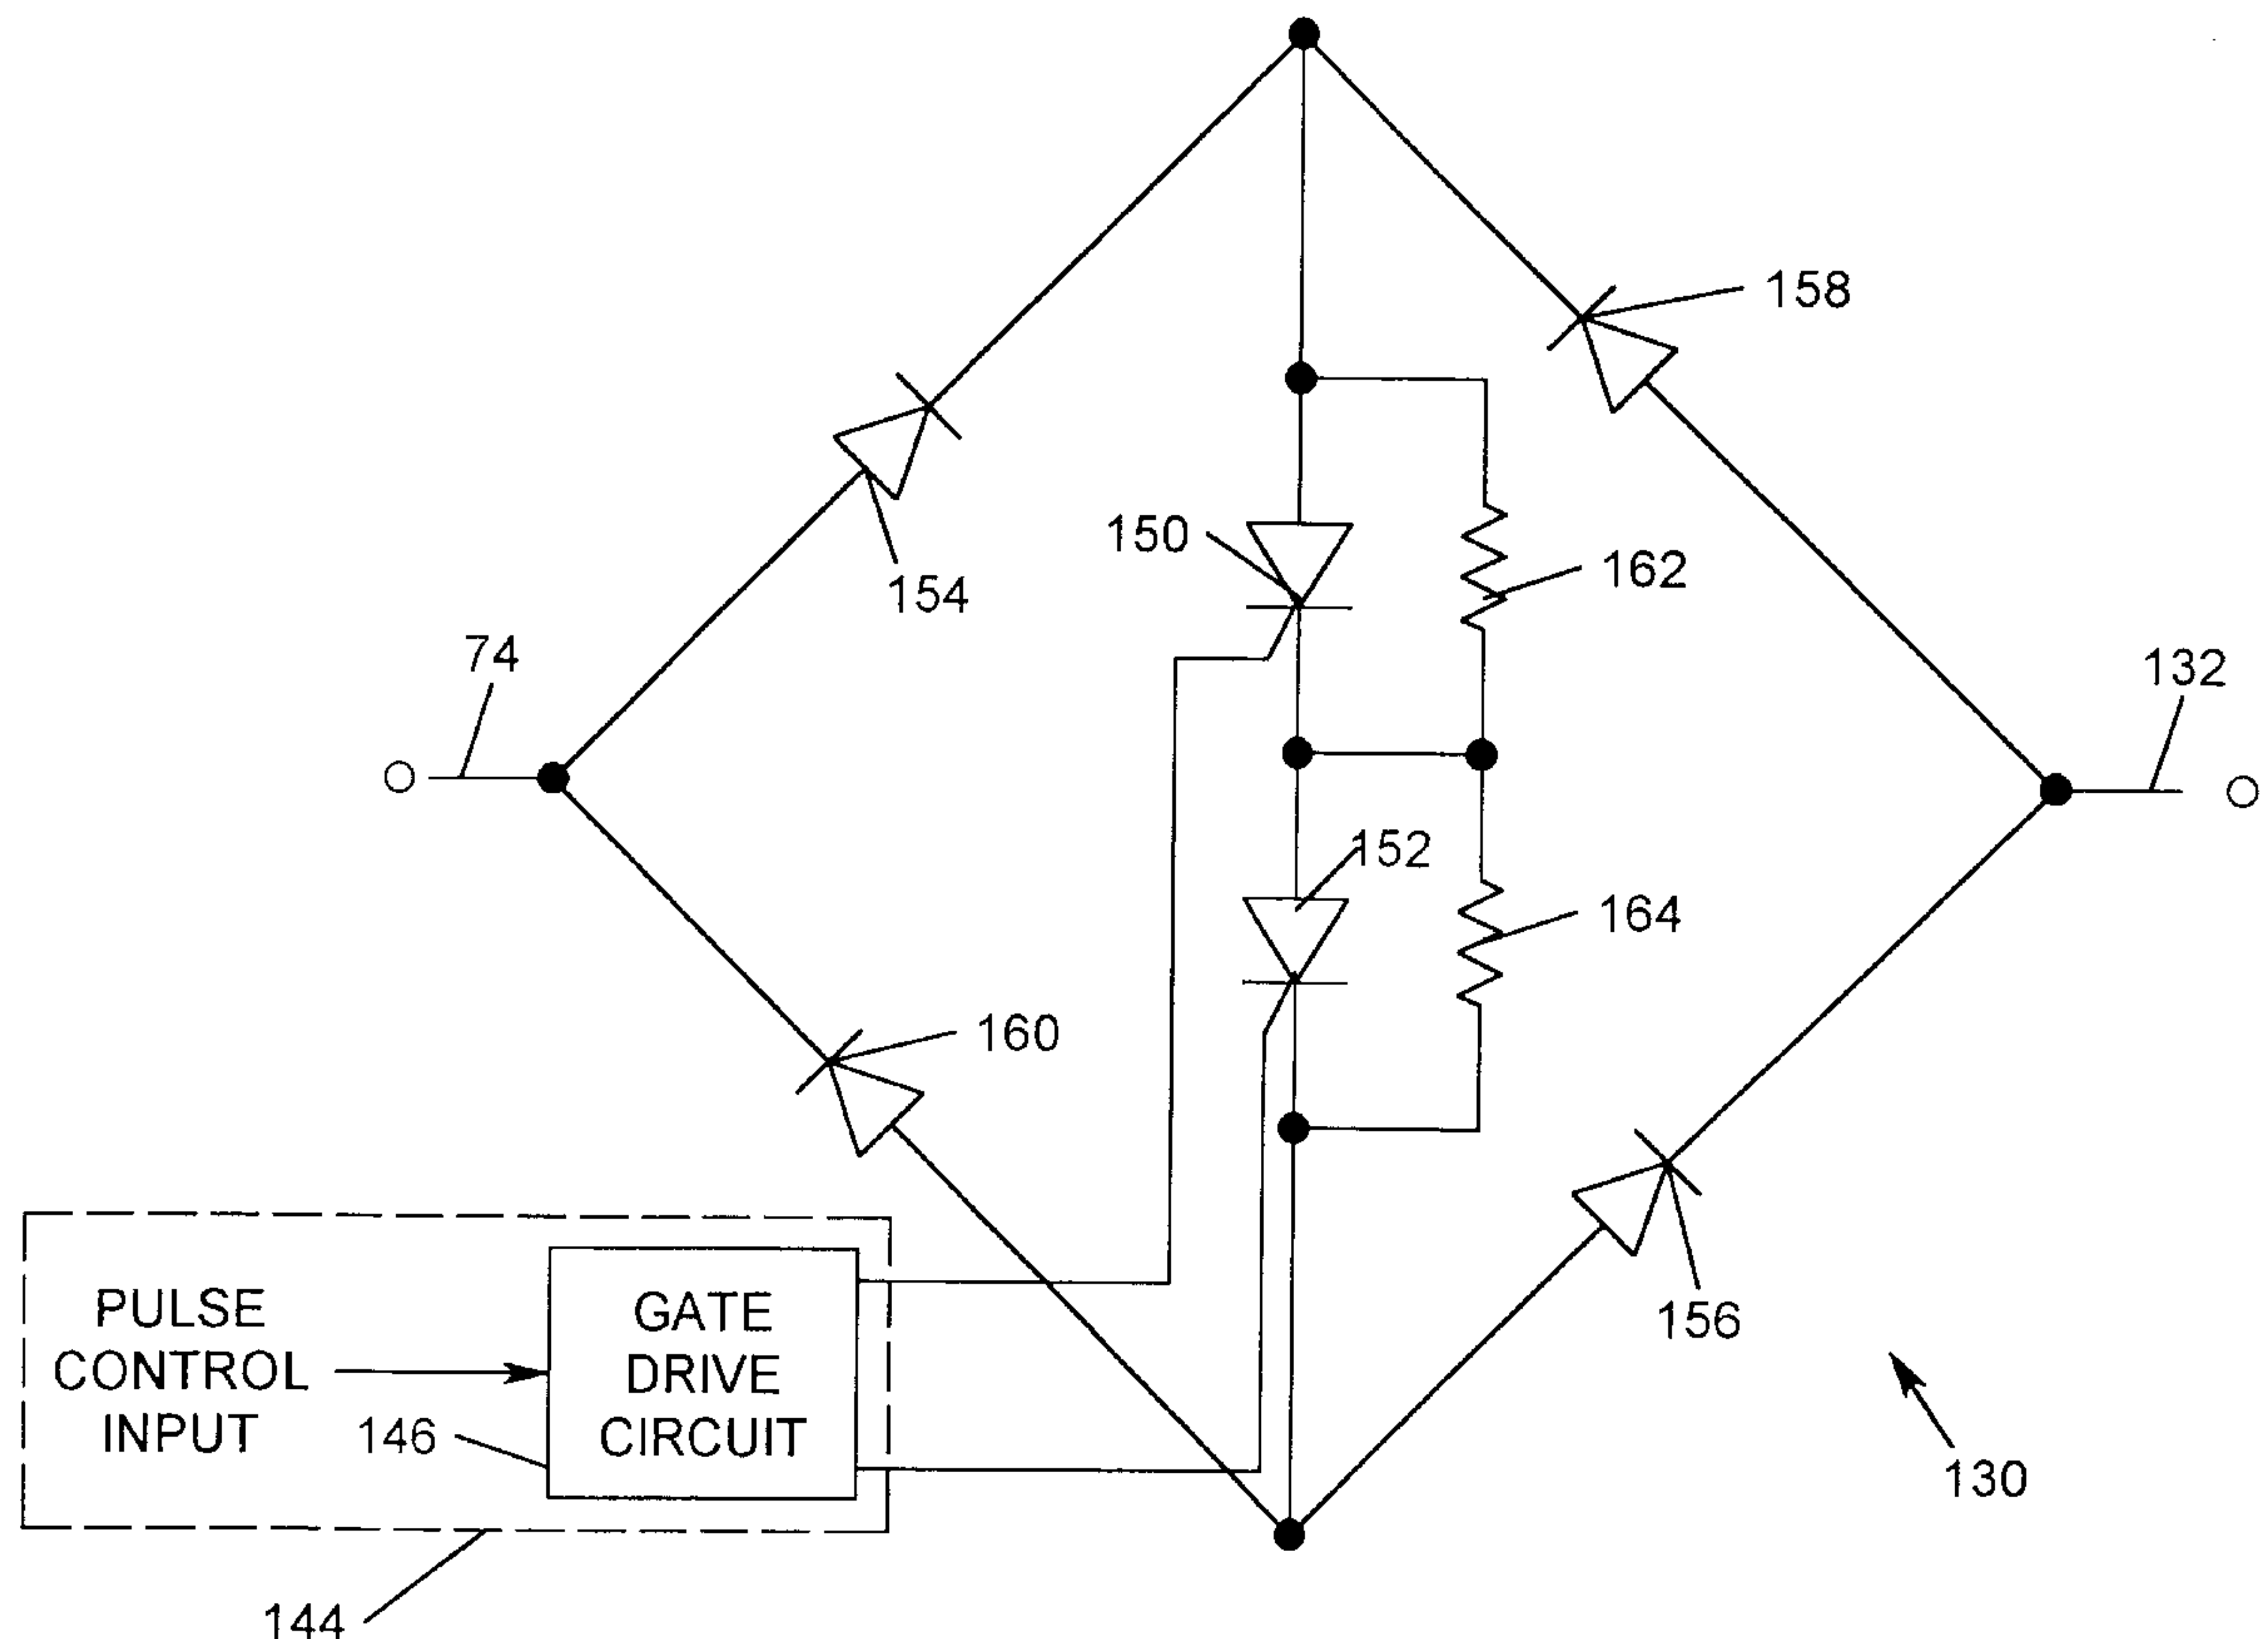 158
150
162
154
74
132
152
164
160
156
PULSE
CONTROL
INPUT
GATE
DRIVE
CIRCUIT
146
130
144